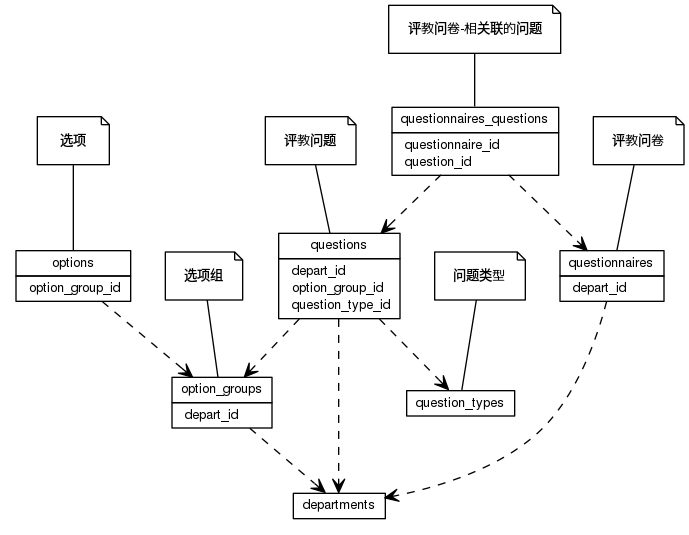 评教问卷-相关联的问题
questionnaires_questions
questionnaire_id
question_id
选项
评教问题
评教问卷
options
option_group_id
选项组
questions
depart_id
option_group_id
question_type_id
问题类型
questionnaires
depart_id
option_groups
depart_id
question_types
departments